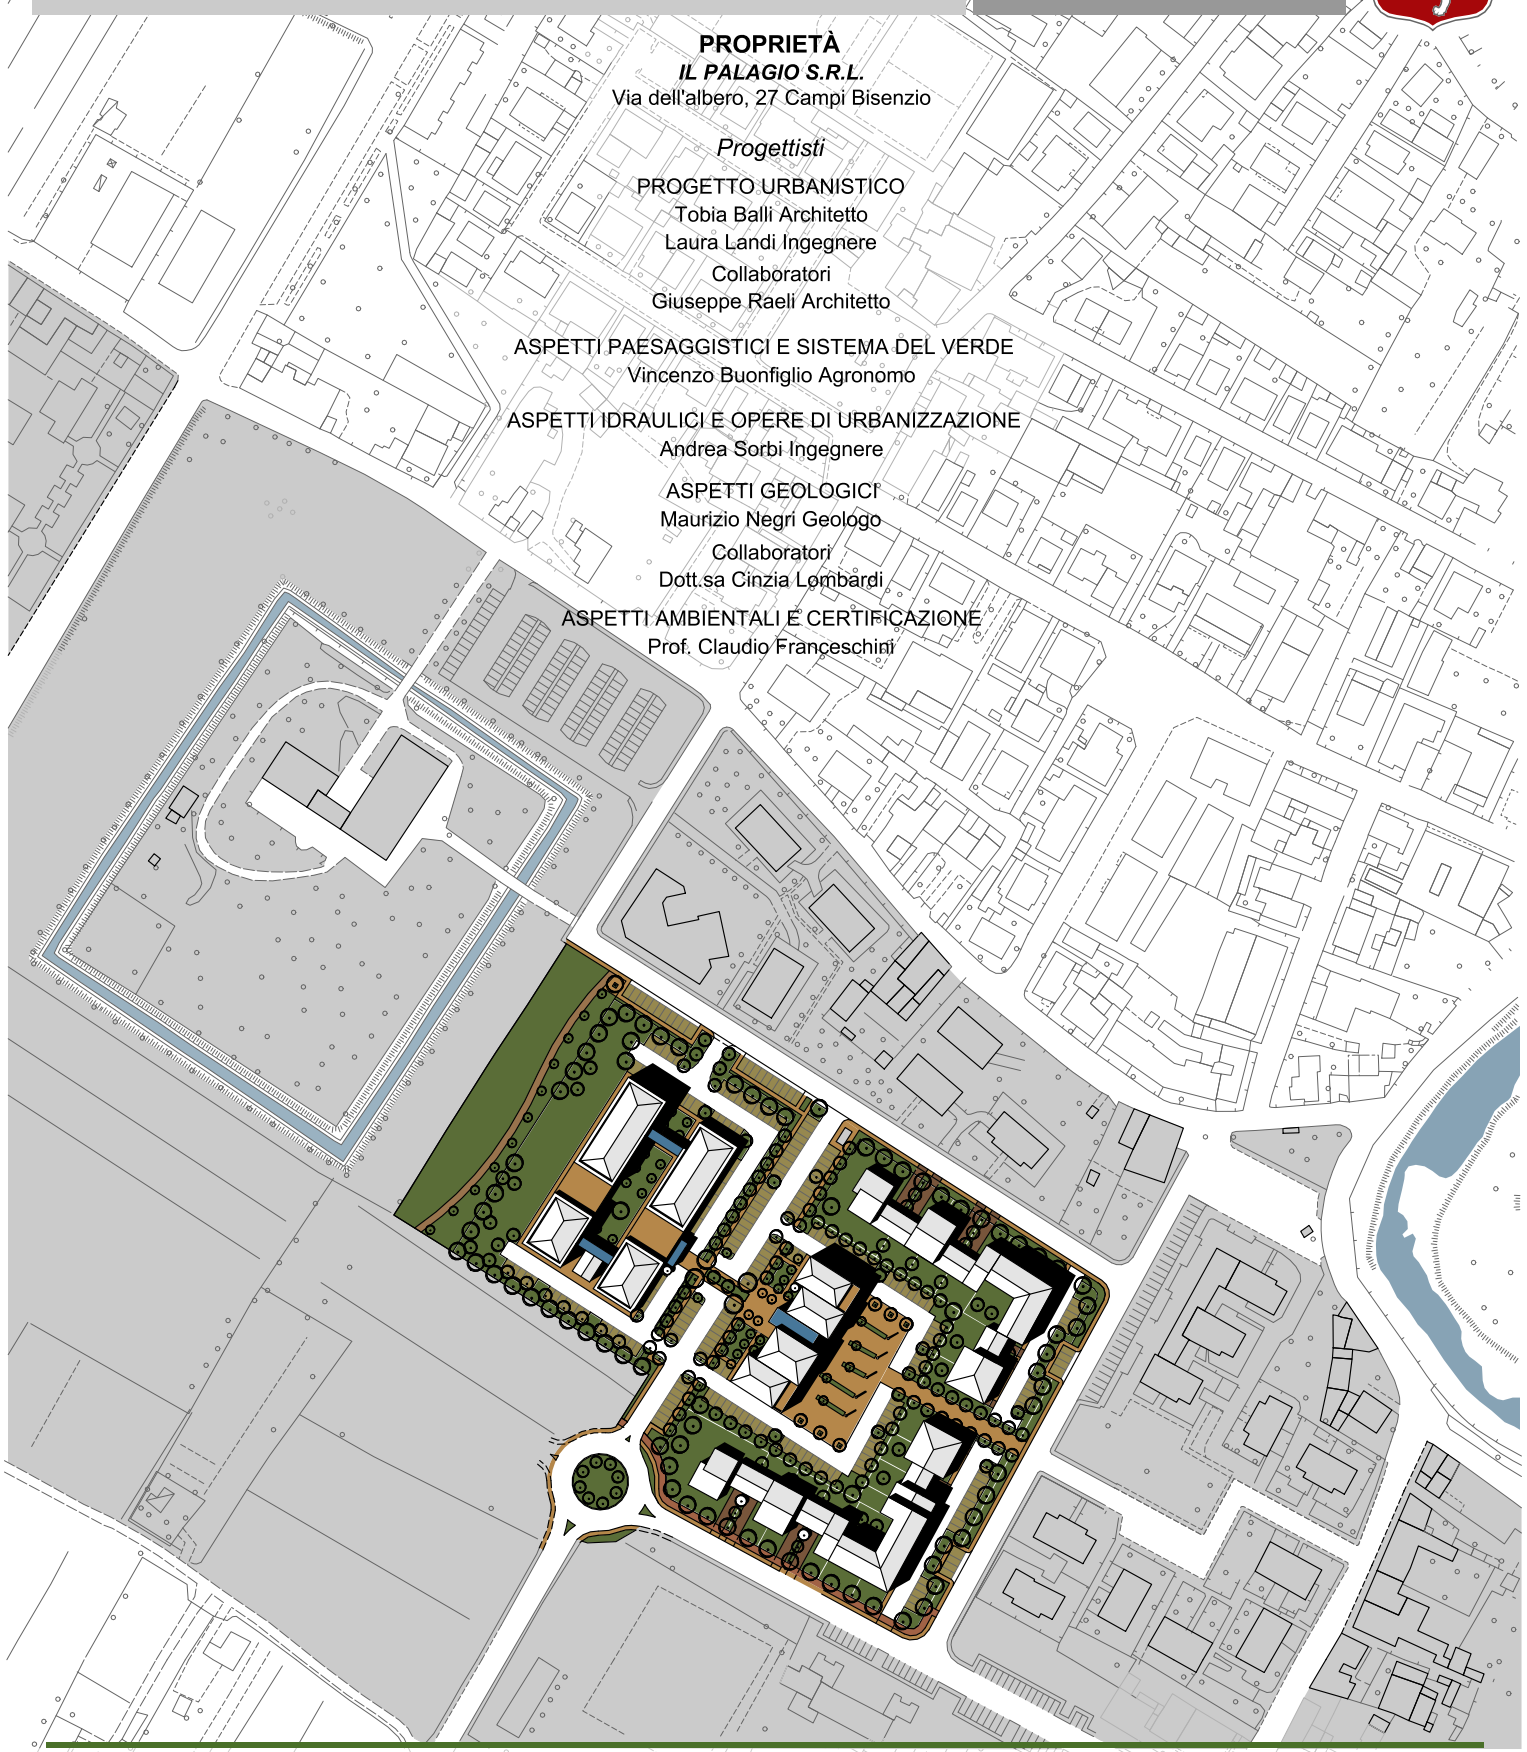 PROPRIETÀ
IL PALAGIO S.R.L.
Via dell'albero, 27 Campi Bisenzio
Progettisti
PROGETTO URBANISTICO
Tobia Balli Architetto
Laura Landi Ingegnere
Collaboratori
Giuseppe Raeli Architetto
ASPETTI PAESAGGISTICI E SISTEMA DEL VERDE
Vincenzo Buonfiglio Agronomo
ASPETTI IDRAULICI E OPERE DI URBANIZZAZIONE
Andrea Sorbi Ingegnere
ASPETTI GEOLOGICI
Maurizio Negri Geologo
Collaboratori
Dott.sa Cinzia Lombardi
ASPETTI AMBIENTALI E CERTIFICAZIONE
Prof. Claudio Franceschini